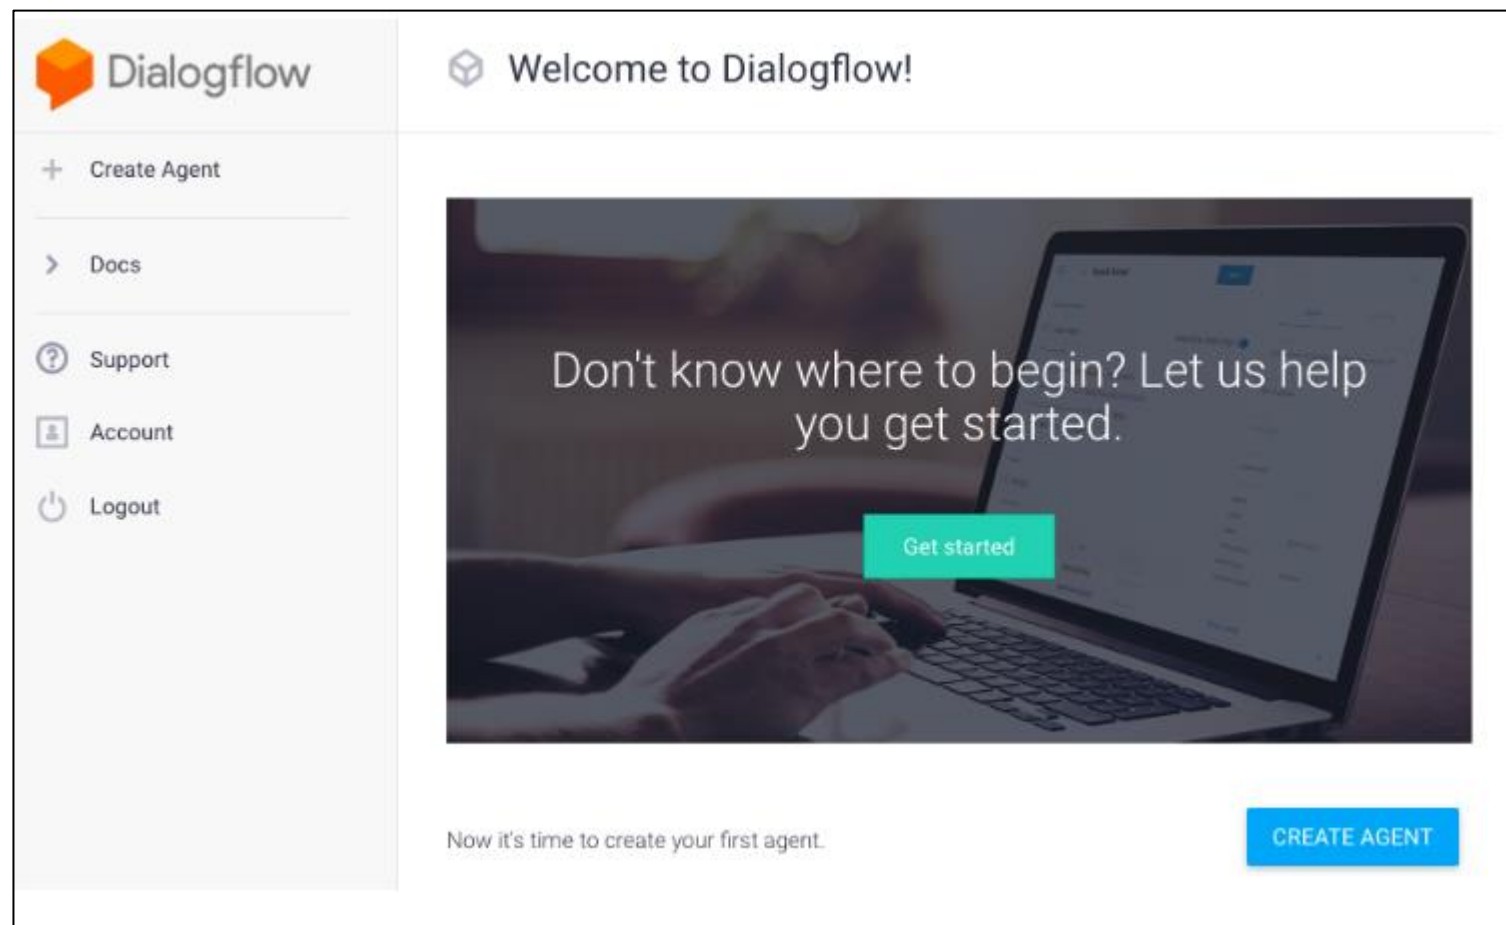 Dialogflow
Welcome to Dialogflow!
Create Agent
Docs
Support
Account
Logout
Don't know where to begin? Let us help
you get started.
Get started
Now it's time to create your first agent.
CREATE AGENT